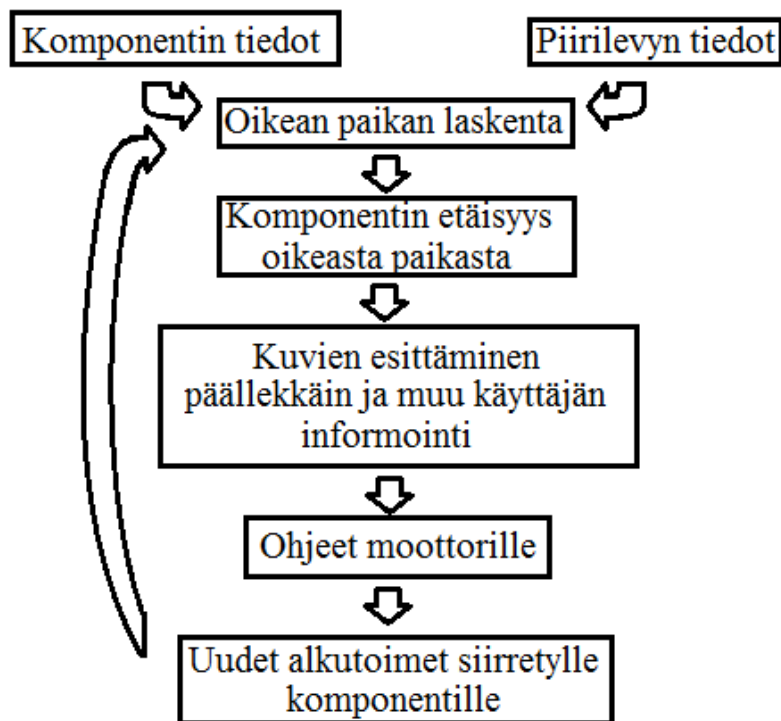 Komponentin tiedot
Piirilevyn tiedot
Oikean paikan laskenta
Komponentin etäisyys
oikeasta paikasta
Kuvien esittäminen
päällekkäin ja muu käyttäjän
informointi
Ohjeet moottorille
Uudet alkutoimet siirretylle
komponentille